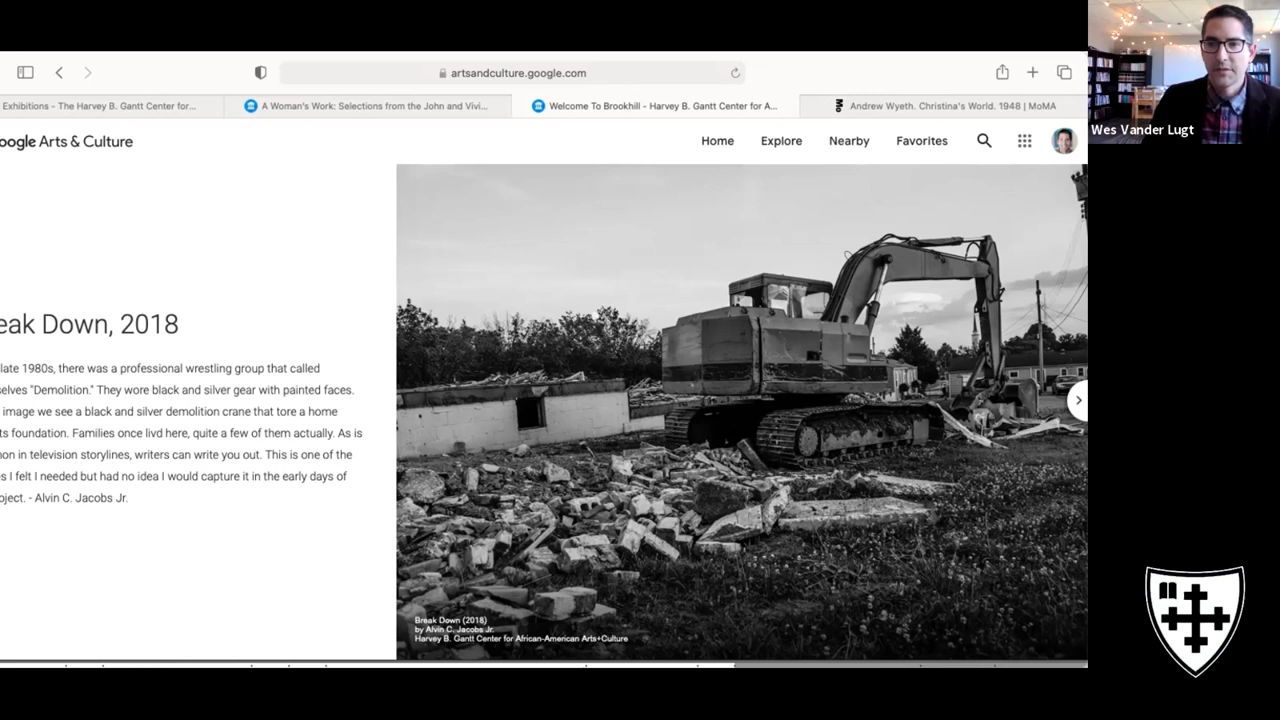 artsandculture.google.com
Exhibitions - The Harvey B. Gantt Center for...
A Woman's Work: Selections from the John and Vivi...
Welcome To Brookhill - Harvey B. Gantt Center for A...
Mo
Andrew Wyeth. Christina's World. 1948 | MoMA
Wes Vander Lugt
oogle Arts & Culture
Home
Explore
Nearby
Favorites
eak Down, 2018
late 1980s, there was a professional wrestling group that called
selves "Demolition." They wore black and silver gear with painted faces.
image we see a black and silver demolition crane that tore a home
ts foundation. Families once livd here, quite a few of them actually. As is
non in television storylines, writers can write you out. This is one of the
s I felt I needed but had no idea I would capture it in the early days of
oject. - Alvin C. Jacobs Jr.
Break Down (2018)
by Alvin C. Jacobs Jr.
Harvey B. Gantt Center for African-American Arts+Culture